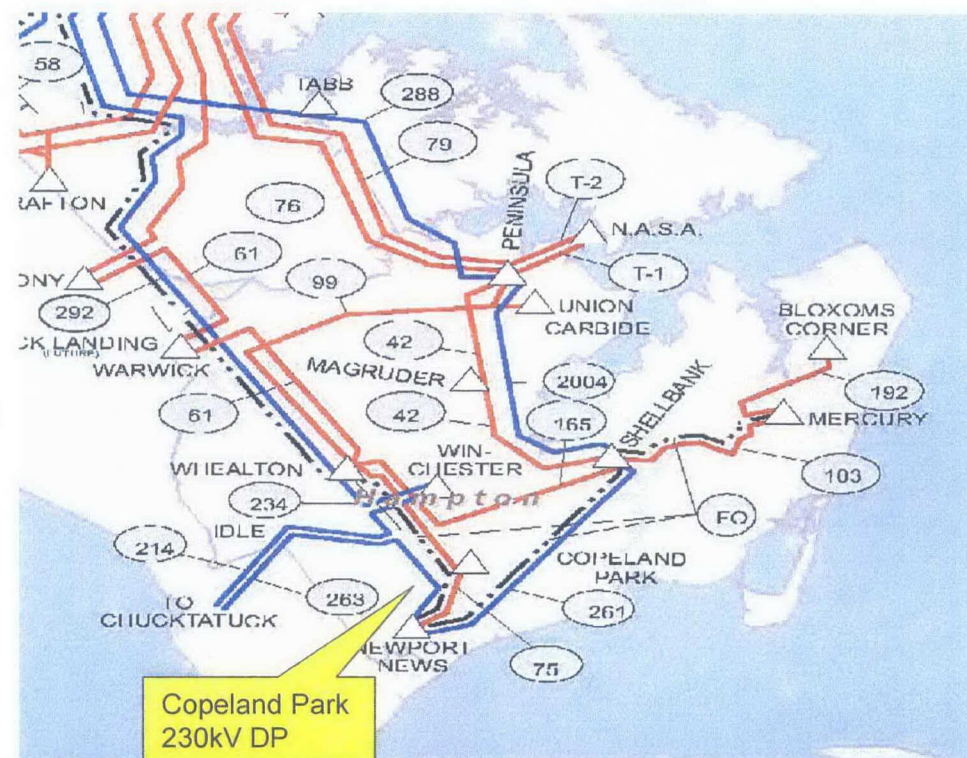 58
TABB
288
79
T-2
76
PENINSULA
N.A.S.A.
RAFTON
61
T-1
ONY
99
UNION
CARBIDE
BLOXOMS
CORNER
292
CK LANDING
WARWICK
42
MAGRUDER
2004
SHELLBANK
192
61
42
165
MERCURY
WHEALTON
WIN-
CHESTER
103
234
Hampton
IDLE
FO
214
COPELAND
PARK
263
261
TO
CHUCKTATUCK
NEWPORT
NEWS
75
Copeland Park
230kV DP